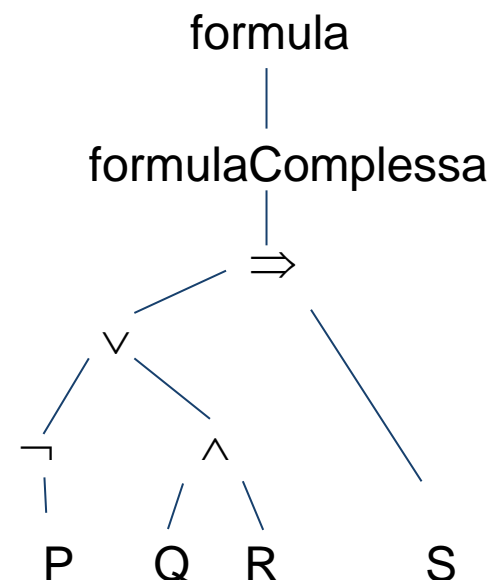 formula
formulaComplessa
⇒
∨
¬ ∧
P Q R S